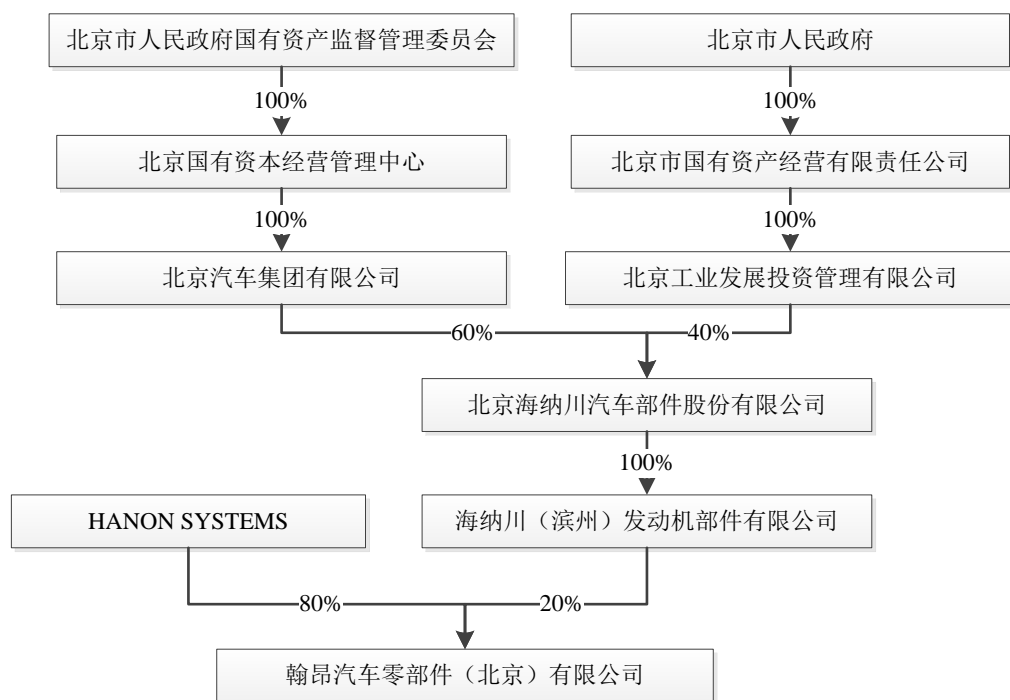 北京市人民政府国有资产监督管理委员会
北京市人民政府
100%
100%
北京国有资本经营管理中心
北京市国有资产经营有限责任公司
100%
100%
北京汽车集团有限公司
北京工业发展投资管理有限公司
60%
40%
北京海纳川汽车部件股份有限公司
100%
HANON SYSTEMS
海纳川（滨州）发动机部件有限公司
80%
20%
翰昂汽车零部件（北京）有限公司